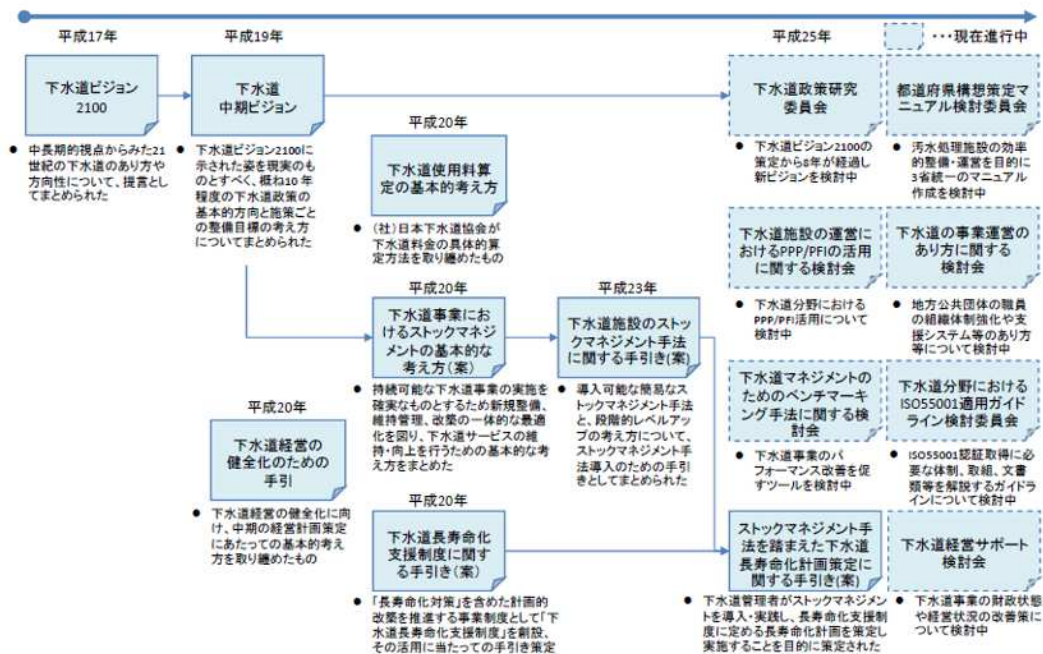 平成17年
平成19年
平成25年
・・・現在進行中
下水道ビジョン
2100
● 中長期的視点からみた21
世紀の下水道のあり方や
方向性について、提言とし
てまとめられた
下水道
中期ビジョン
● 下水道ビジョン2100に
示された姿を現実のも
のとすべく、概ね10 年
程度の下水道政策の
基本的方向と施策ごと
の整備目標の考え方
についてまとめられた
平成20年
下水道使用料算
定の基本的考え方
● (社)日本下水道協会が
下水道料金の具体的算
定方法を取り纏めたもの
下水道政策研究
委員会
● 下水道ビジョン2100の
策定から8年が経過し
新ビジョンを検討中
都道府県構想策定マ
ニュアル検討委員会
● 汚水処理施設の効率
的整備・運営を目的に
3省統一のマニュアル
作成を検討中
下水道施設の運営に
おけるPPP/PFIの活用
に関する検討会
● 下水道分野における
PPP/PFI活用について
検討中
下水道の事業運営の
あり方に関する
検討会
● 地方公共団体の職員
の組織体制強化や支
援システム等のあり方
等について検討中
平成20年
下水道事業に
おけるストックマネジ
メントの基本的な
考え方(案)
● 持続可能な下水道事業の実施を
確実なものとするため新規整備、
維持管理、改築の一体的な最適
化を図り、下水道サービスの維
持・向上を行うための基本的な考
え方をまとめた
平成23年
下水道施設のストッ
クマネジメント手法
に関する手引き(案)
● 導入可能な簡易なス
トックマネジメント手法
と、段階的レベルアッ
プの考え方について、
ストックマネジメント手
法導入のための手引
きとしてまとめられた
下水道マネジメントの
ためのベンチマーキ
ング手法に関する検
討会
● 下水道事業のパ
フォーマンス改善を促
すツールを検討中
下水道分野における
ISO55001適用ガイド
ライン検討委員会
● ISO55001認証取得に必
要な体制、取組、文書
類等を解説するガイドラ
インについて検討中
平成20年
下水道経営の
健全化のための
手引
● 下水道経営の健全化に向
け、中期の経営計画策定
にあたっての基本的考え
方を取り纏めたもの
平成20年
下水道長寿命化
支援制度に関す
る手引き(案)
● 「長寿命化対策」を含めた計画的
改築を推進する事業制度として「下
水道長寿命化支援制度」を創設、
その活用に当たっての手引き策定
ストックマネジメント手
法を踏まえた下水道
長寿命化計画策定に
関する手引き(案)
● 下水道管理者がストックマネジメン
トを導入・実践し、長寿命化支援制
度に定める長寿命化計画を策定し
実施することを目的に策定された
下水道経営サポート
検討会
● 下水道事業の財政状態
や経営状況の改善策に
ついて検討中